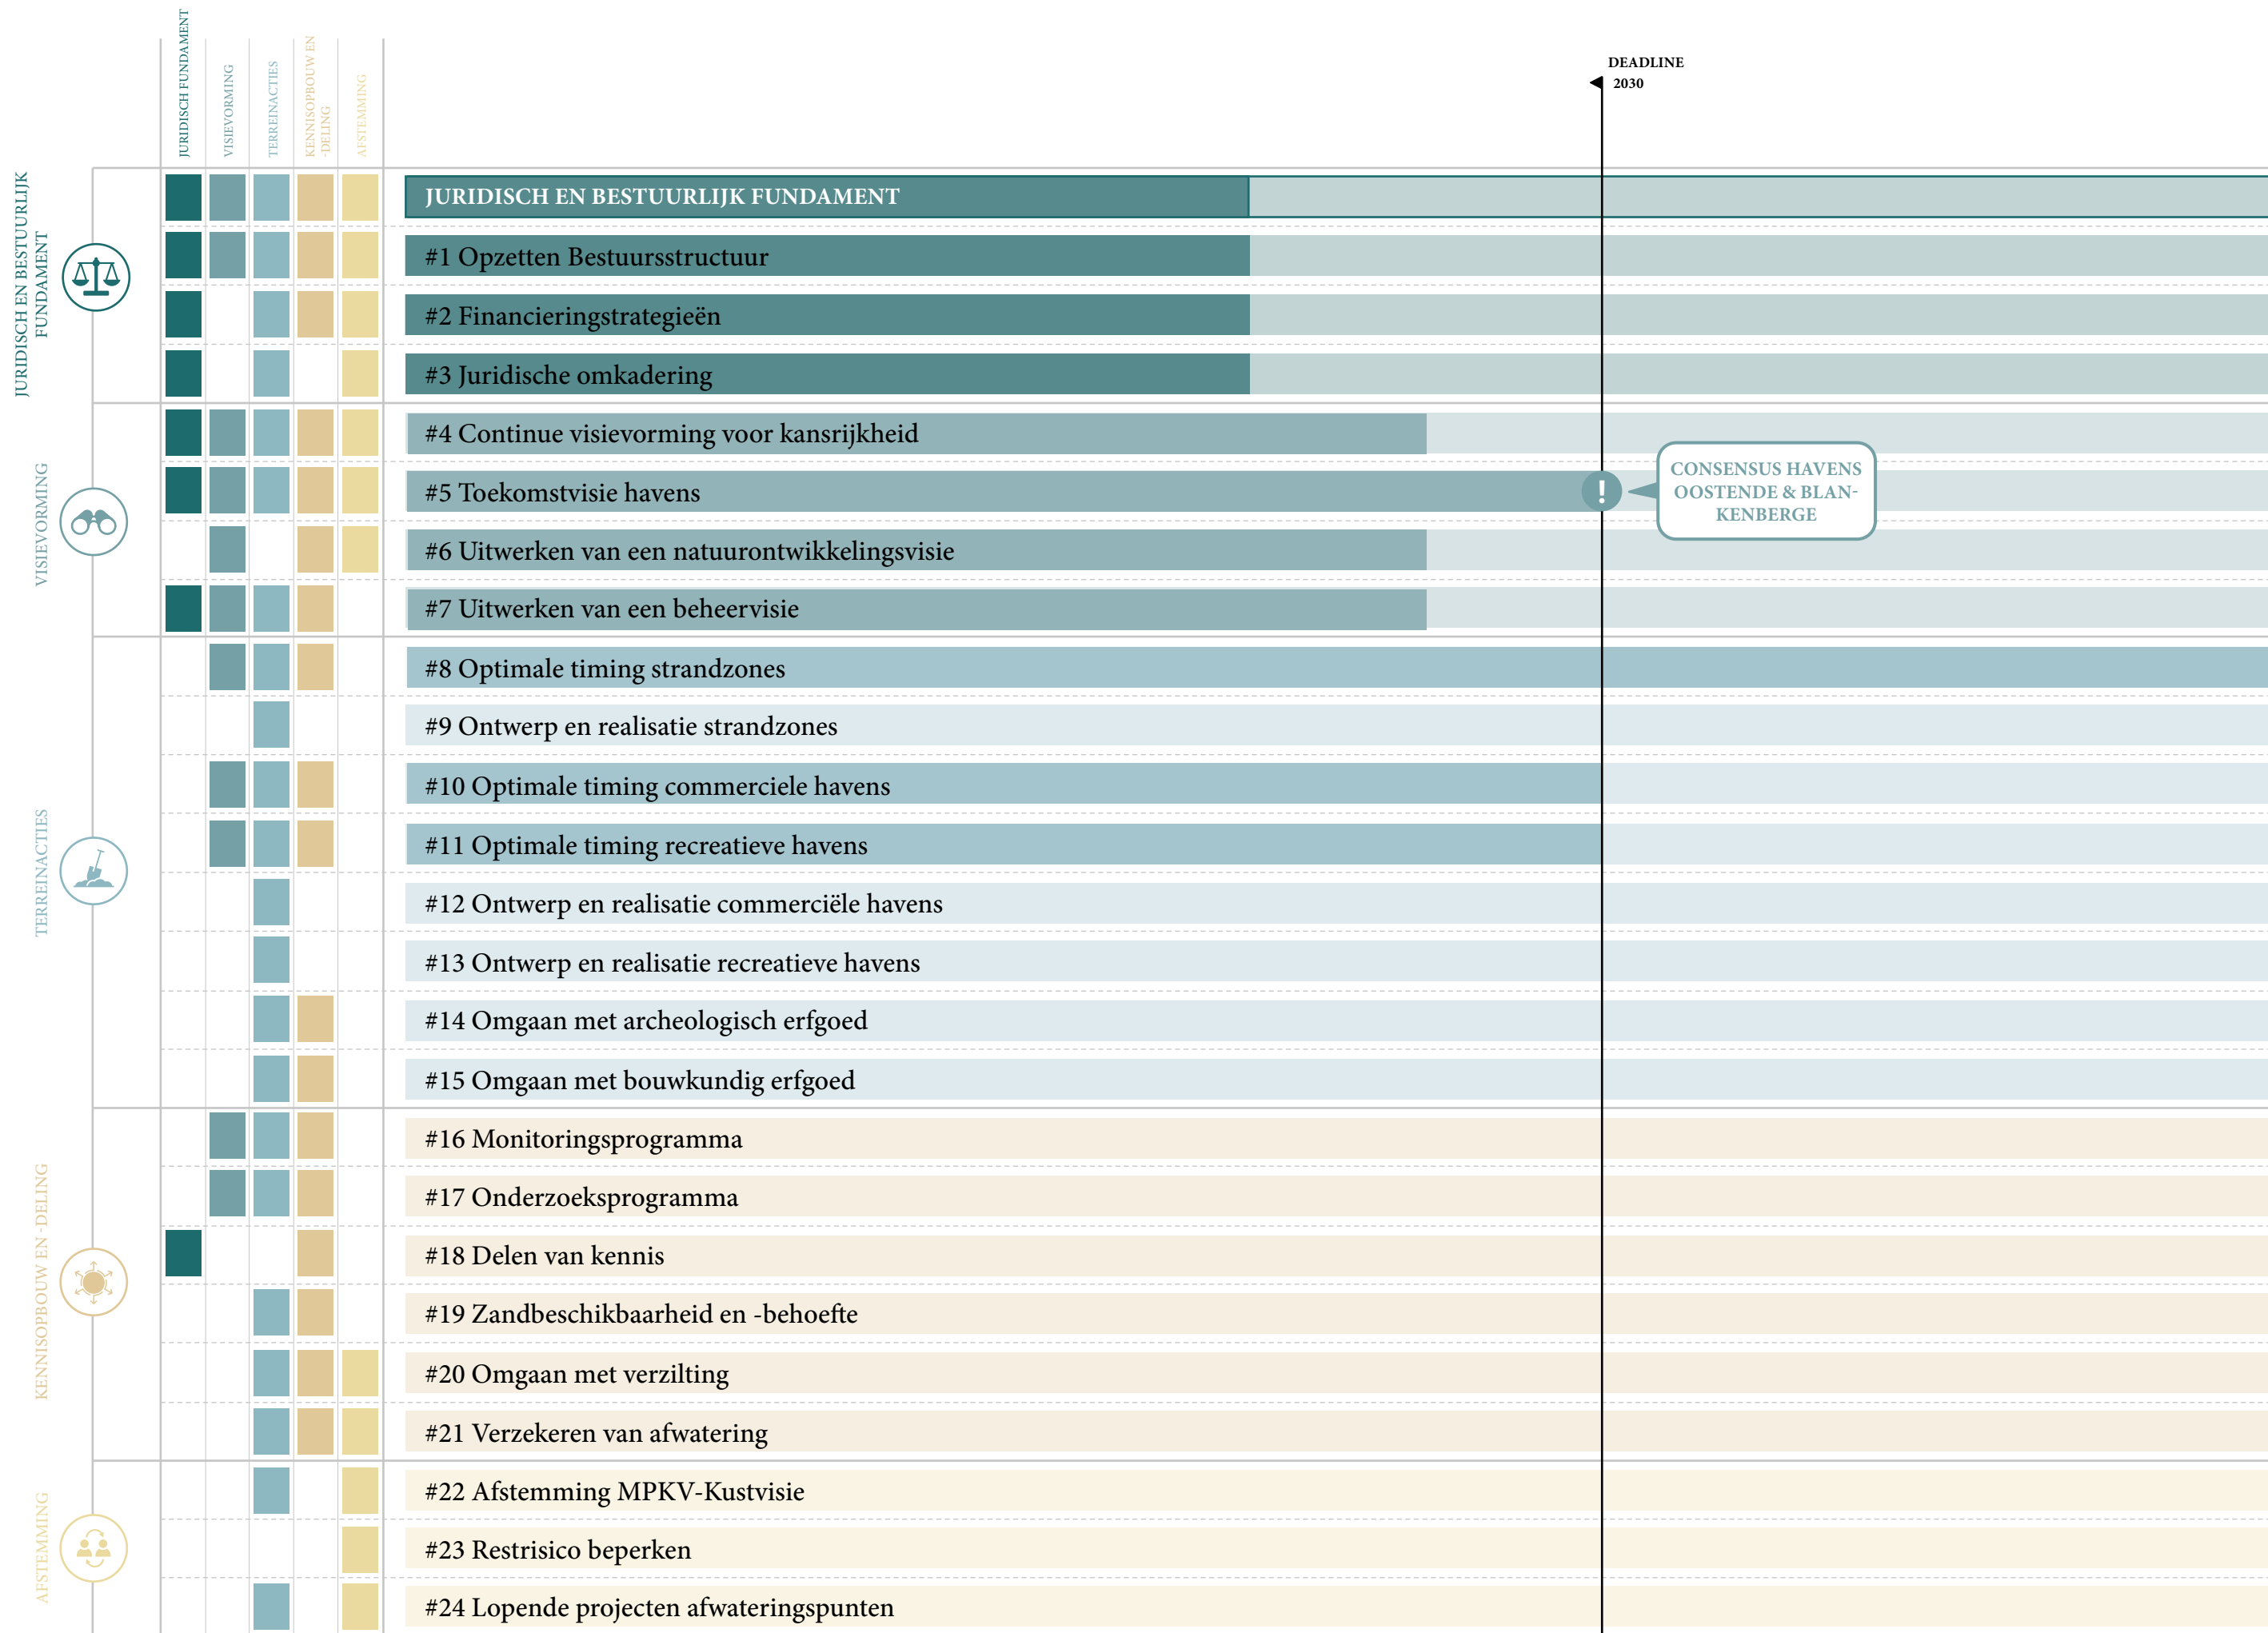 JURIDISCH FUNDAMENT
VISIEVORMING
TERREINACTIES
KENNISOPBOUW EN
-DELING
AFSTEMMING
DEADLINE
2030
JURIDISCH EN BESTUURLIJK
FUNDAMENT
JURIDISCH EN BESTUURLIJK FUNDAMENT
#1 Opzetten Bestuursstructuur
#2 Financieringstrategieën
#3 Juridische omkadering
VISIEVORMING
#4 Continue visievorming voor kansrijkheid
#5 Toekomstvisie havens
!
CONSENSUS HAVENS
OOSTENDE & BLAN-
KENBERGE
#6 Uitwerken van een natuurontwikkelingsvisie
#7 Uitwerken van een beheervisie
TERREINACTIES
#8 Optimale timing strandzones
#9 Ontwerp en realisatie strandzones
#10 Optimale timing commerciele havens
#11 Optimale timing recreatieve havens
#12 Ontwerp en realisatie commerciële havens
#13 Ontwerp en realisatie recreatieve havens
#14 Omgaan met archeologisch erfgoed
#15 Omgaan met bouwkundig erfgoed
KENNISOPBOUW EN -DELING
#16 Monitoringsprogramma
#17 Onderzoeksprogramma
#18 Delen van kennis
#19 Zandbeschikbaarheid en -behoefte
#20 Omgaan met verzilting
#21 Verzekeren van afwatering
AFSTEMMING
#22 Afstemming MPKV-Kustvisie
#23 Restrisico beperken
#24 Lopende projecten afwateringspunten